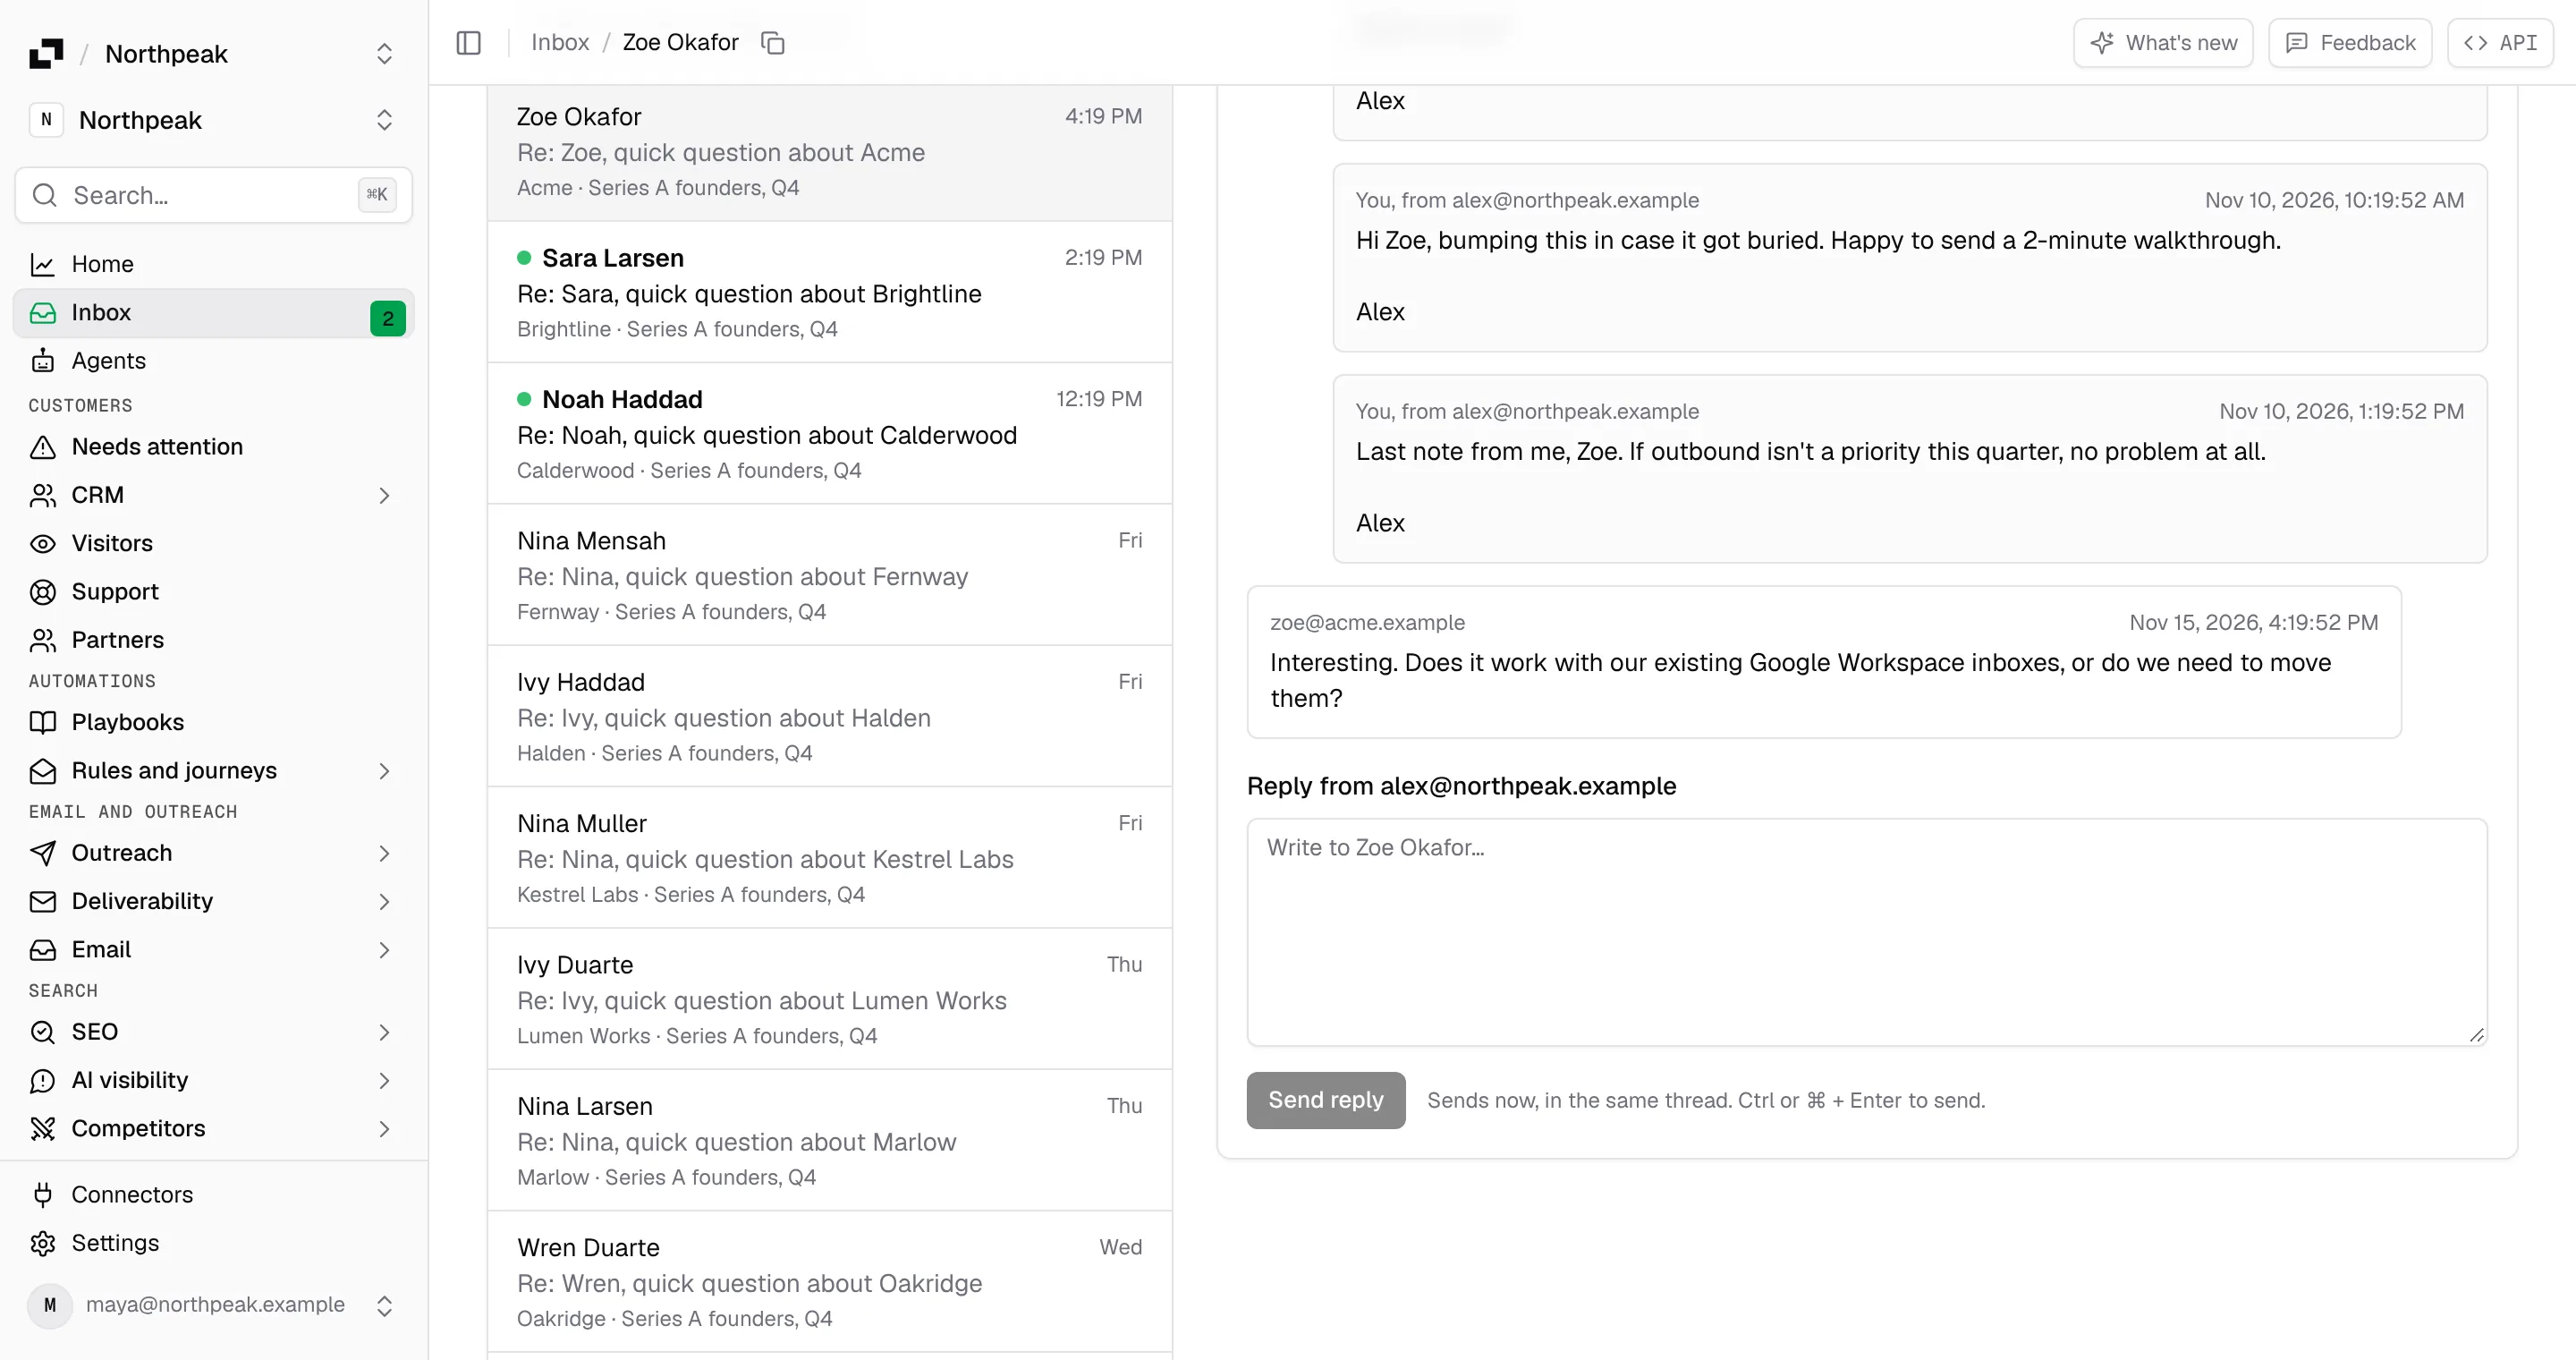 / Northpeak
N Northpeak
Search... ⌘K
Home
Inbox 2
Agents
CUSTOMERS
Needs attention
CRM
Visitors
Support
Partners
AUTOMATIONS
Playbooks
Rules and journeys
EMAIL AND OUTREACH
Outreach
Deliverability
Email
SEARCH
SEO
AI visibility
Competitors
Connectors
Settings
M maya@northpeak.example
Inbox / Zoe Okafor
What's new
Feedback
API
Zoe Okafor 4:19 PM
Re: Zoe, quick question about Acme
Acme · Series A founders, Q4
Sara Larsen 2:19 PM
Re: Sara, quick question about Brightline
Brightline · Series A founders, Q4
Noah Haddad 12:19 PM
Re: Noah, quick question about Calderwood
Calderwood · Series A founders, Q4
Nina Mensah Fri
Re: Nina, quick question about Fernway
Fernway · Series A founders, Q4
Ivy Haddad Fri
Re: Ivy, quick question about Halden
Halden · Series A founders, Q4
Nina Muller Fri
Re: Nina, quick question about Kestrel Labs
Kestrel Labs · Series A founders, Q4
Ivy Duarte Thu
Re: Ivy, quick question about Lumen Works
Lumen Works · Series A founders, Q4
Nina Larsen Thu
Re: Nina, quick question about Marlow
Marlow · Series A founders, Q4
Wren Duarte Wed
Re: Wren, quick question about Oakridge
Oakridge · Series A founders, Q4
Alex
You, from alex@northpeak.example Nov 10, 2026, 10:19:52 AM
Hi Zoe, bumping this in case it got buried. Happy to send a 2-minute walkthrough.
Alex
You, from alex@northpeak.example Nov 10, 2026, 1:19:52 PM
Last note from me, Zoe. If outbound isn't a priority this quarter, no problem at all.
Alex
zoe@acme.example Nov 15, 2026, 4:19:52 PM
Interesting. Does it work with our existing Google Workspace inboxes, or do we need to move
them?
Reply from alex@northpeak.example
Write to Zoe Okafor...
Send reply
Sends now, in the same thread. Ctrl or ⌘ + Enter to send.